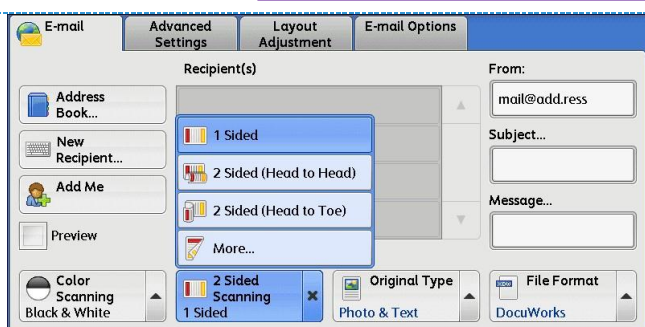 E-mail
Advanced
Settings
Layout
Adjustment
E-mail Options
Recipient(s)
From:
Address
Book...
mail@add.ress
New
Recipient...
1 Sided
Subject...
2 Sided (Head to Head)
Add Me
2 Sided (Head to Toe)
Message...
Preview
More...
Color
Scanning
Black & White
2 Sided
Scanning
1 Sided
Original Type
Photo & Text
File Format
DocuWorks